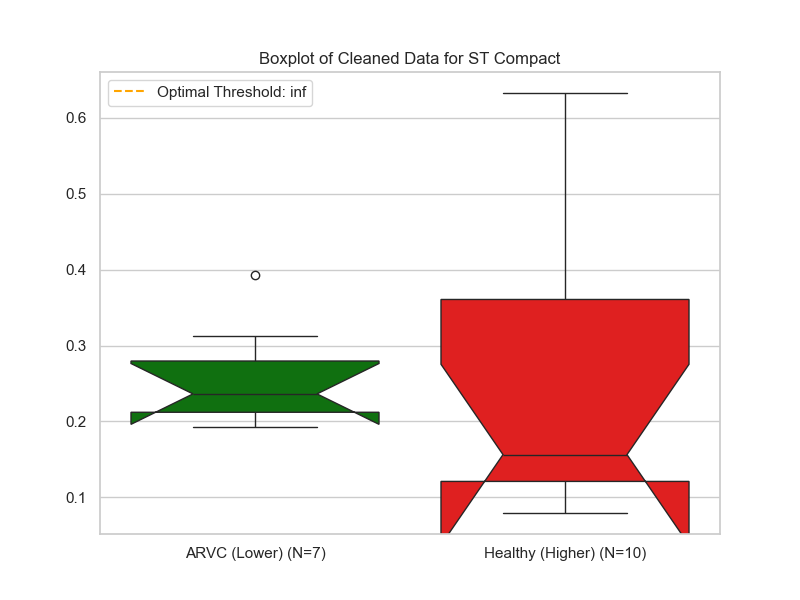 Boxplot of Cleaned Data for ST Compact
Optimal Threshold: inf
0.6
0.5
0.4
0.3
0.2
0.1
ARVC (Lower) (N=7)
Healthy (Higher) (N=10)